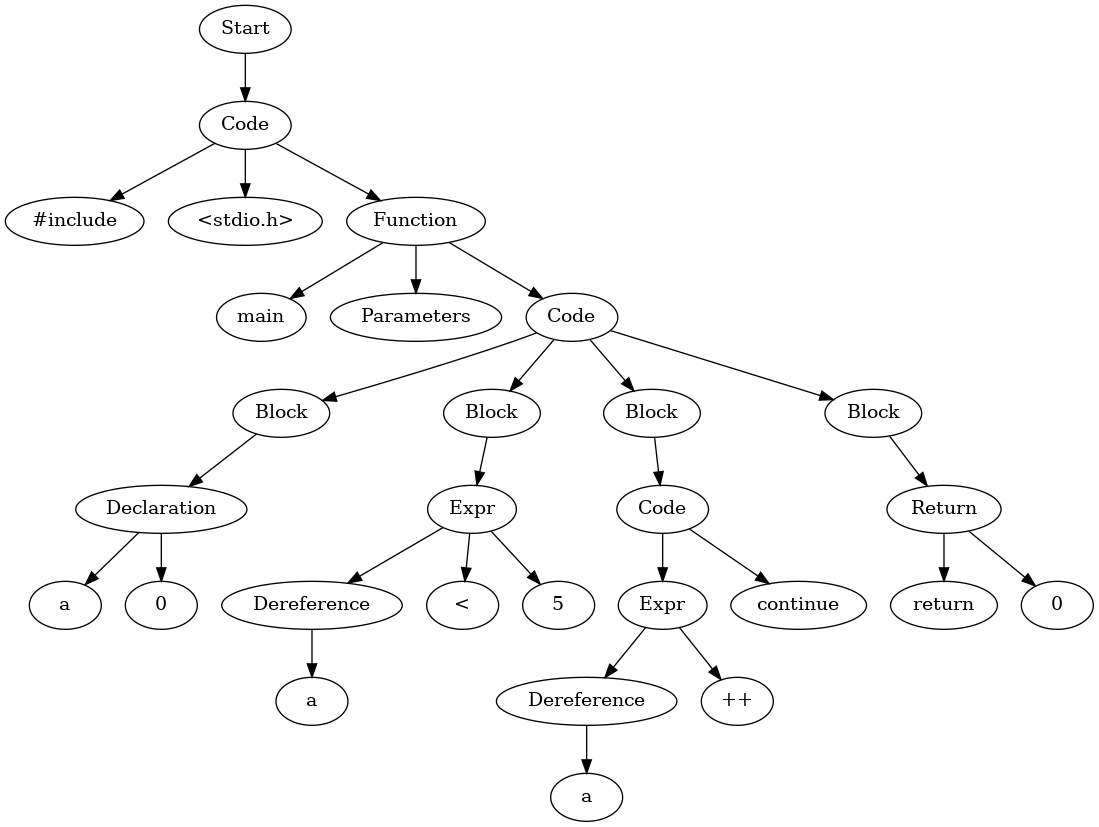 Start
Code
#include
<stdio.h>
Function
main
Parameters
Code
Block
Block
Block
Block
Declaration
Expr
Code
Return
a
0
Dereference
<
5
Expr
continue
return
0
a
Dereference
++
a